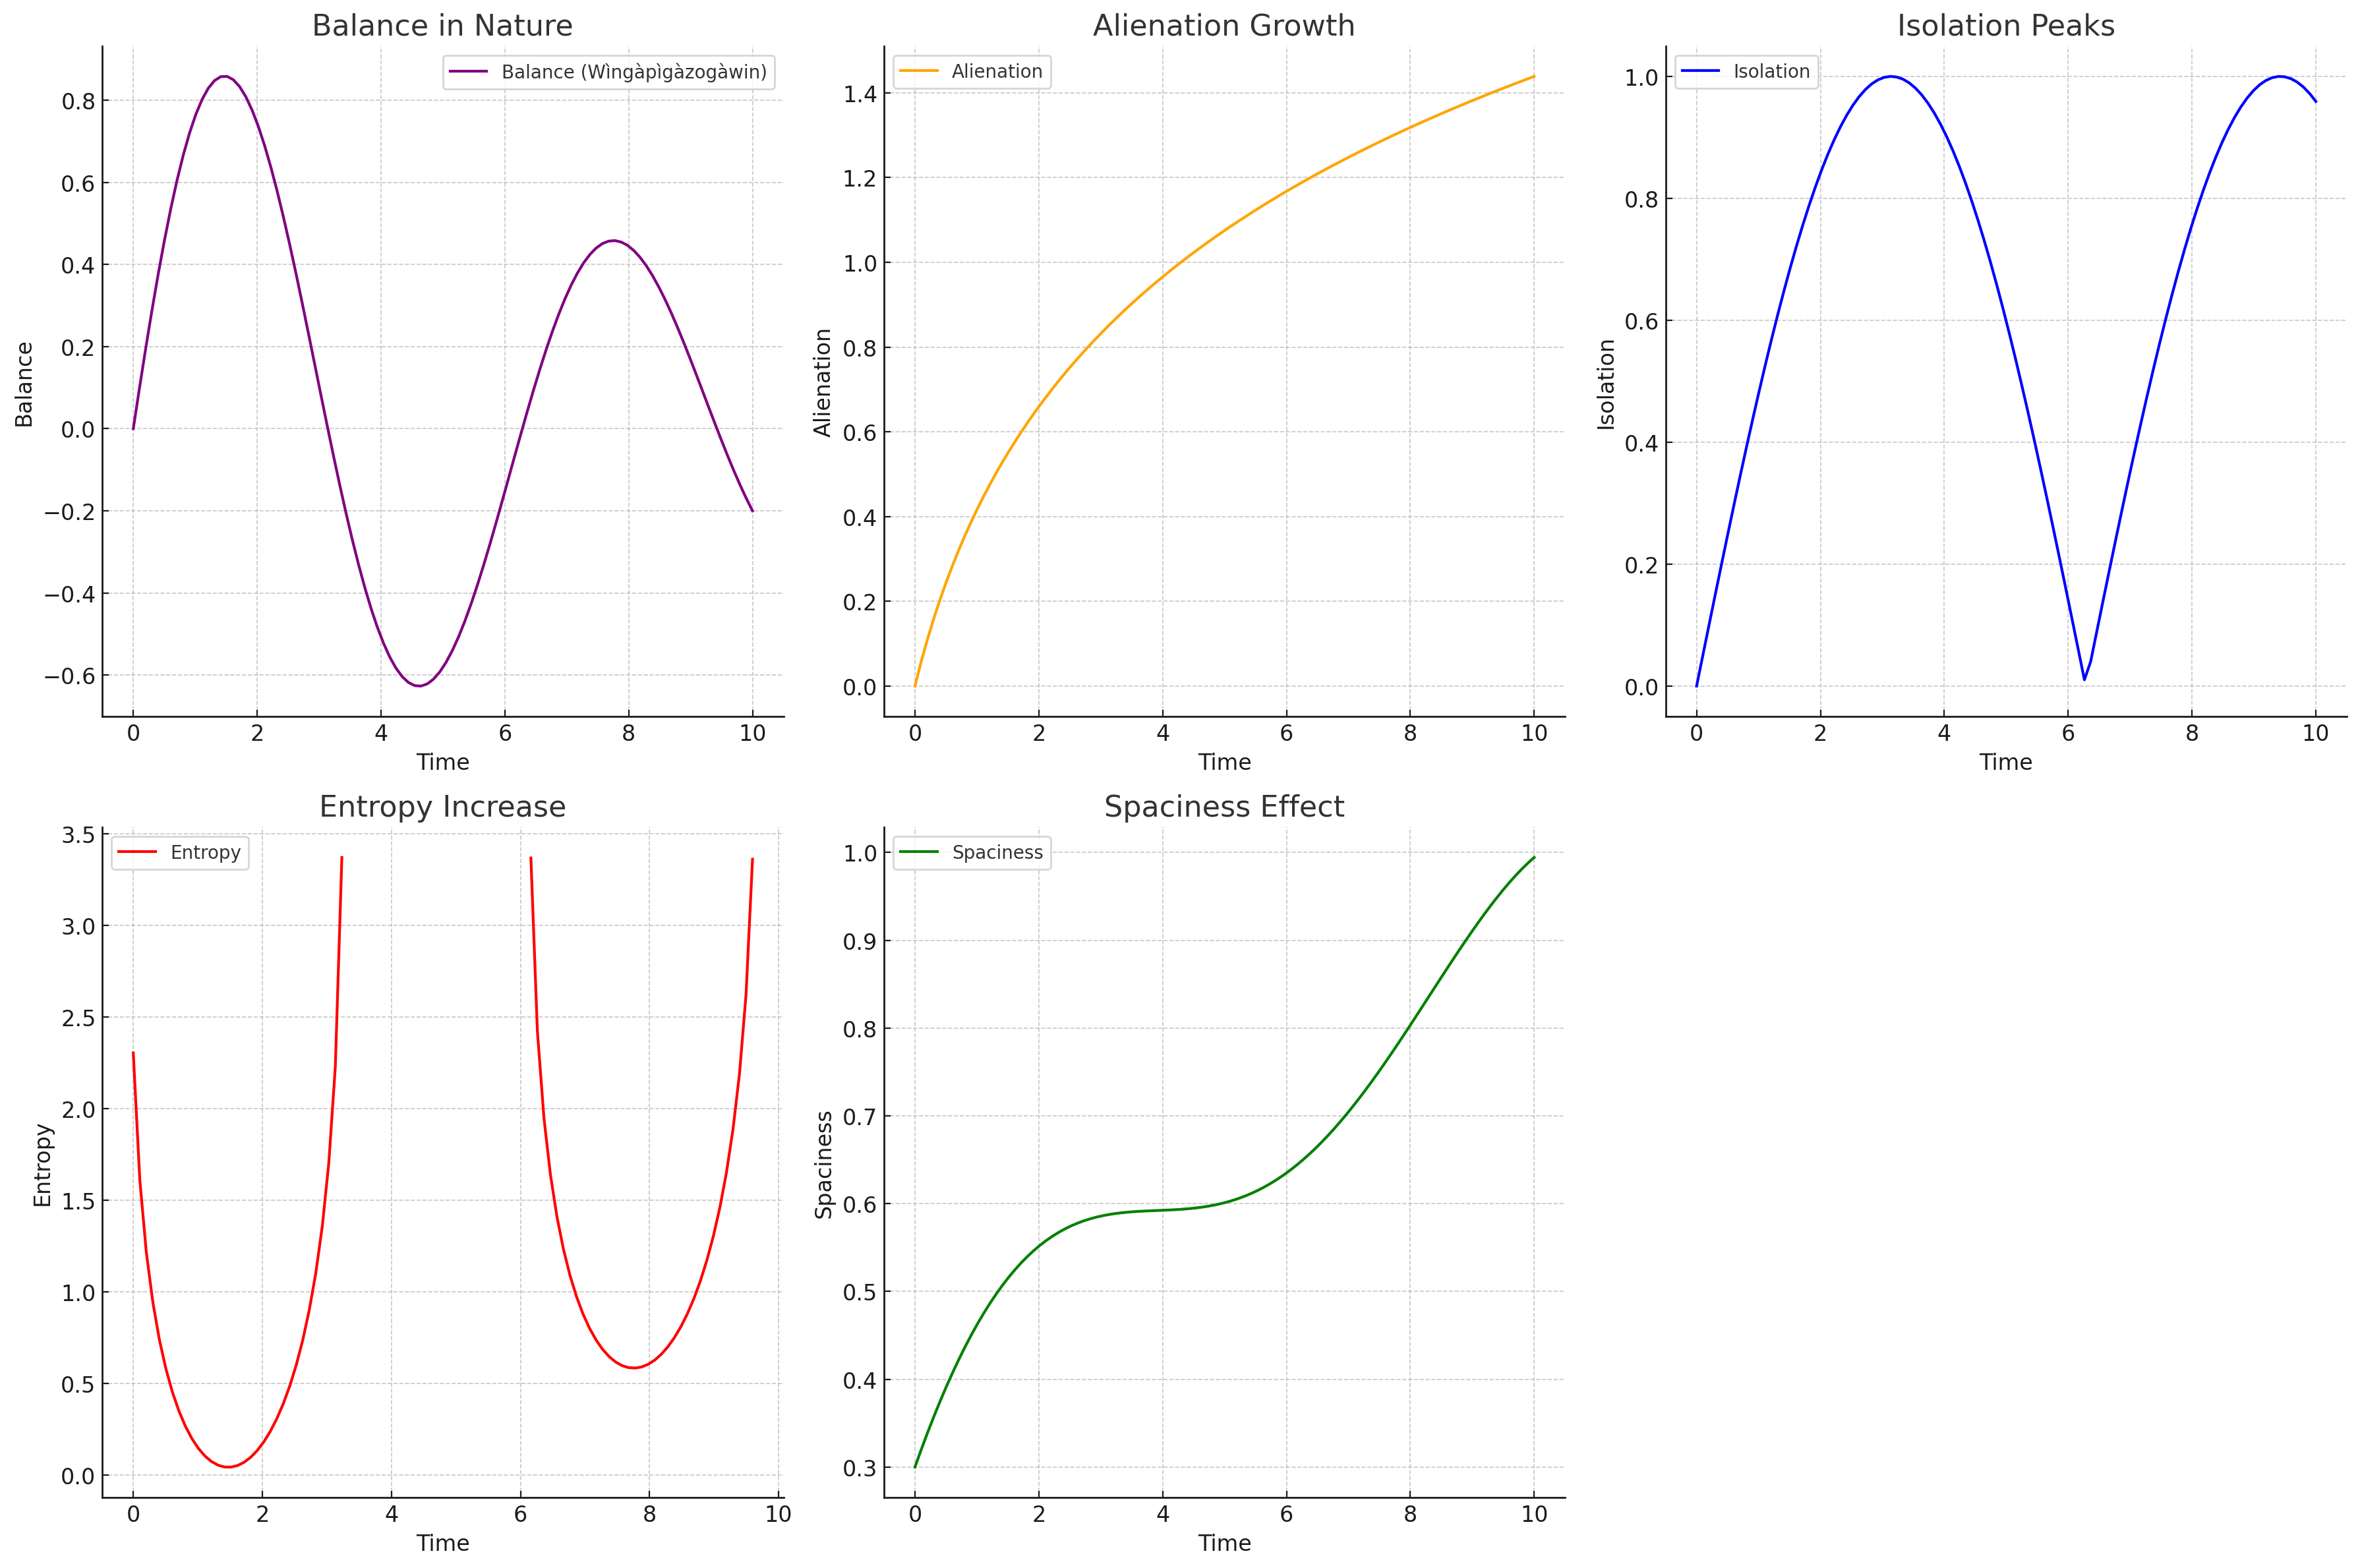 Balance in Nature
Balance (Wìngàpìgàzogàwin)
Balance
0.8
0.6
0.4
0.2
0.0
−0.2
−0.4
−0.6
0 2 4 6 8 10
Time
Alienation Growth
Alienation
Alienation
1.4
1.2
1.0
0.8
0.6
0.4
0.2
0.0
0 2 4 6 8 10
Time
Isolation Peaks
Isolation
Isolation
1.0
0.8
0.6
0.4
0.2
0.0
0 2 4 6 8 10
Time
Entropy Increase
Entropy
Entropy
3.5
3.0
2.5
2.0
1.5
1.0
0.5
0.0
0 2 4 6 8 10
Time
Spaciness Effect
Spaciness
Spaciness
1.0
0.9
0.8
0.7
0.6
0.5
0.4
0.3
0 2 4 6 8 10
Time